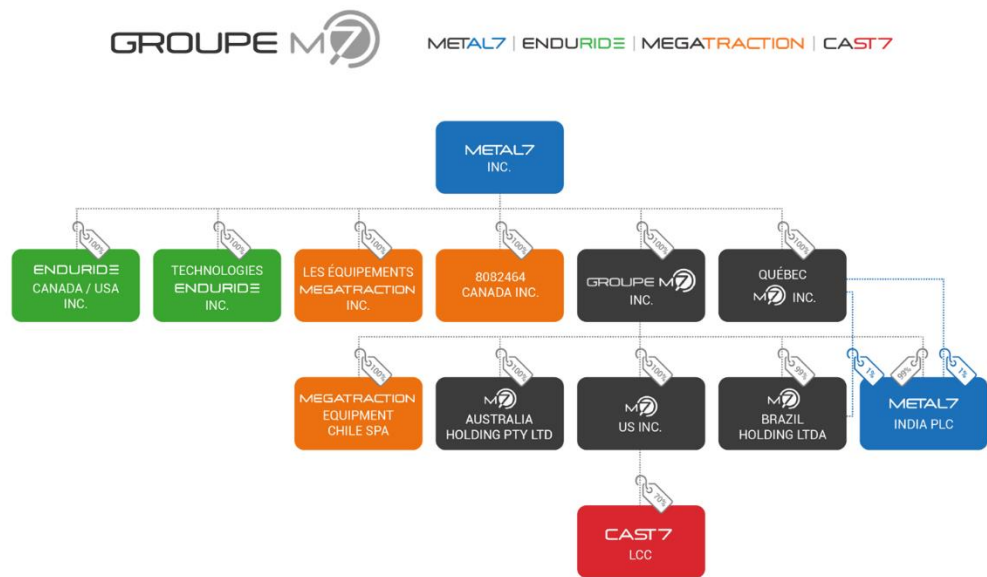 GROUPE M7
METAL7 | ENDURIDE | MEGATRACTION | CAST7
METAL7
INC.
100%
100%
100%
100%
100%
100%
ENDURIDE
CANADA / USA
INC.
TECHNOLOGIES
ENDURIDE
INC.
LES ÉQUIPEMENTS
MEGATRACTION
INC.
8082464
CANADA INC.
GROUPE M7
INC.
QUÉBEC
M7 INC.
100%
100%
100%
99%
1%
99%
1%
MEGATRACTION
EQUIPMENT
CHILE SPA
M7
AUSTRALIA
HOLDING PTY LTD
M7
US INC.
M7
BRAZIL
HOLDING LTDA
METAL7
INDIA PLC
70%
CAST7
LCC